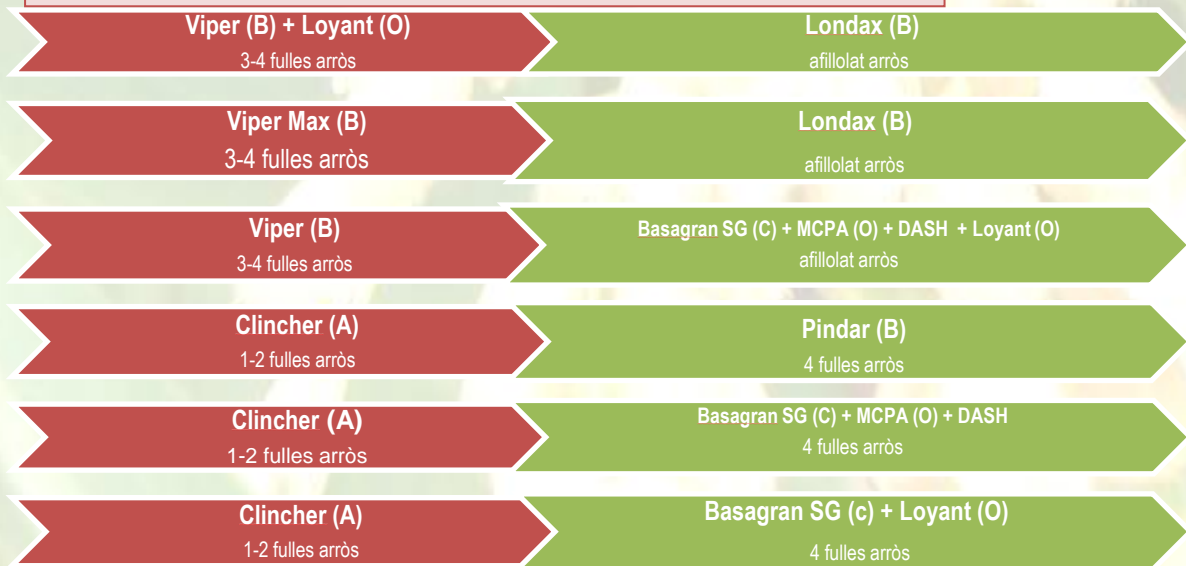 Viper (B) + Loyant (O)
3-4 fulles arròs
Londax (B)
afillolat arròs
Viper Max (B)
3-4 fulles arròs
Londax (B)
afillolat arròs
Viper (B)
3-4 fulles arròs
Basagran SG (C) + MCPA (O) + DASH + Loyant (O)
afillolat arròs
Clincher (A)
1-2 fulles arròs
Pindar (B)
4 fulles arròs
Clincher (A)
1-2 fulles arròs
Basagran SG (C) + MCPA (O) + DASH
4 fulles arròs
Clincher (A)
1-2 fulles arròs
Basagran SG (c) + Loyant (O)
4 fulles arròs